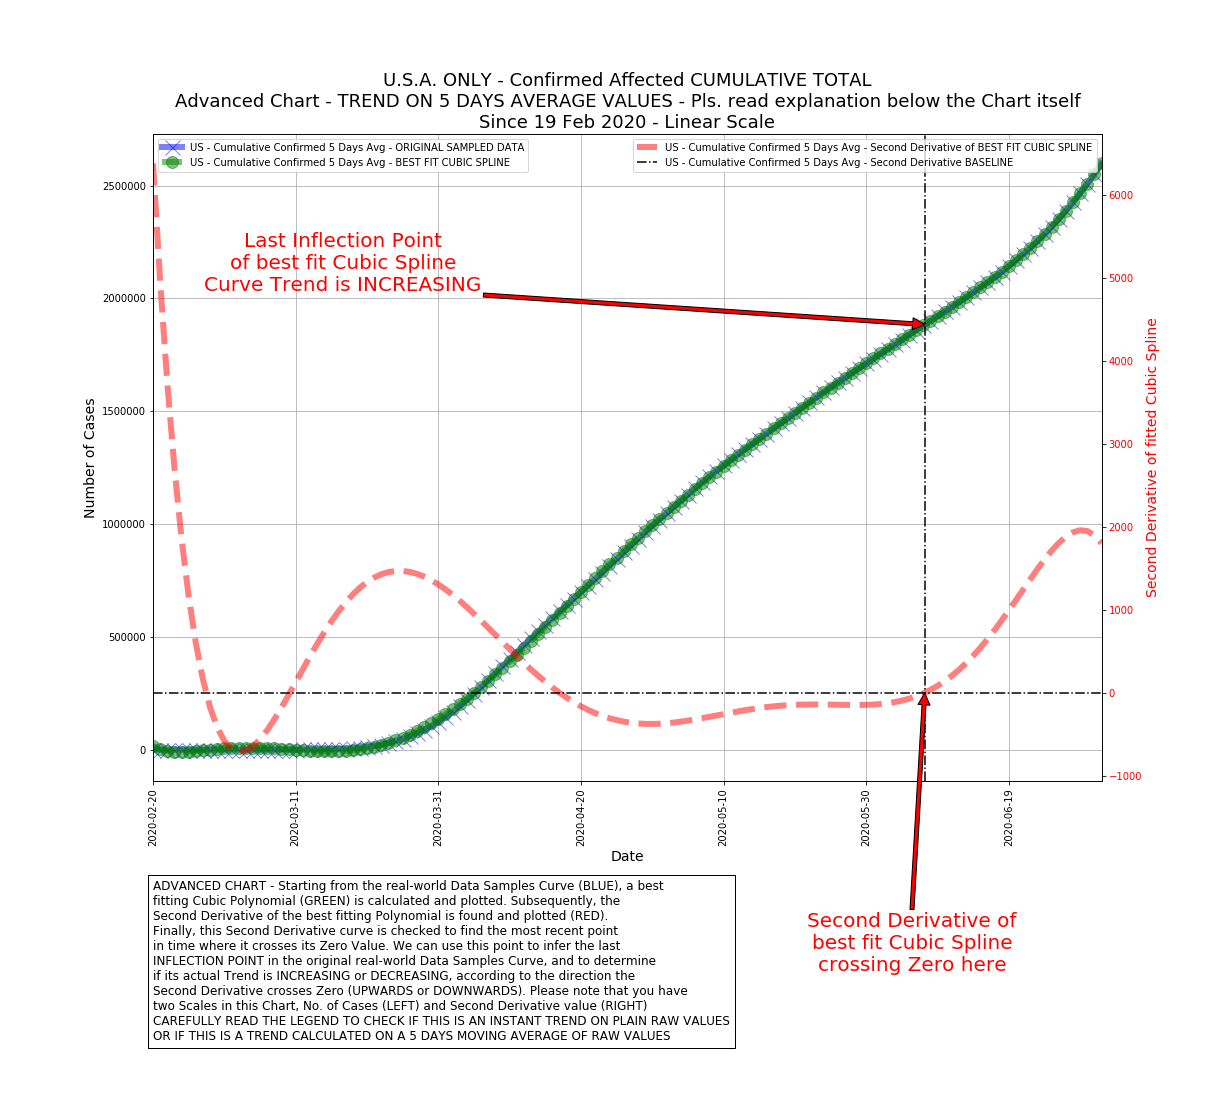 U.S.A. ONLY - Confirmed Affected CUMULATIVE TOTAL
Advanced Chart - TREND ON 5 DAYS AVERAGE VALUES - Pls. read explanation below the Chart itself
Since 19 Feb 2020 - Linear Scale
US - Cumulative Confirmed 5 Days Avg - ORIGINAL SAMPLED DATA
US - Cumulative Confirmed 5 Days Avg - BEST FIT CUBIC SPLINE
US - Cumulative Confirmed 5 Days Avg - Second Derivative of BEST FIT CUBIC SPLINE
US - Cumulative Confirmed 5 Days Avg - Second Derivative BASELINE
Last Inflection Point
of best fit Cubic Spline
Curve Trend is INCREASING
Number of Cases
2500000
2000000
1500000
1000000
500000
0
Second Derivative of fitted Cubic Spline
6000
5000
4000
3000
2000
1000
0
−1000
2020-02-20
2020-03-11
2020-03-31
2020-04-20
2020-05-10
2020-05-30
2020-06-19
Date
Second Derivative of
best fit Cubic Spline
crossing Zero here
ADVANCED CHART - Starting from the real-world Data Samples Curve (BLUE), a best
fitting Cubic Polynomial (GREEN) is calculated and plotted. Subsequently, the
Second Derivative of the best fitting Polynomial is found and plotted (RED).
Finally, this Second Derivative curve is checked to find the most recent point
in time where it crosses its Zero Value. We can use this point to infer the last
INFLECTION POINT in the original real-world Data Samples Curve, and to determine
if its actual Trend is INCREASING or DECREASING, according to the direction the
Second Derivative crosses Zero (UPWARDS or DOWNWARDS). Please note that you have
two Scales in this Chart, No. of Cases (LEFT) and Second Derivative value (RIGHT)
CAREFULLY READ THE LEGEND TO CHECK IF THIS IS AN INSTANT TREND ON PLAIN RAW VALUES
OR IF THIS IS A TREND CALCULATED ON A 5 DAYS MOVING AVERAGE OF RAW VALUES